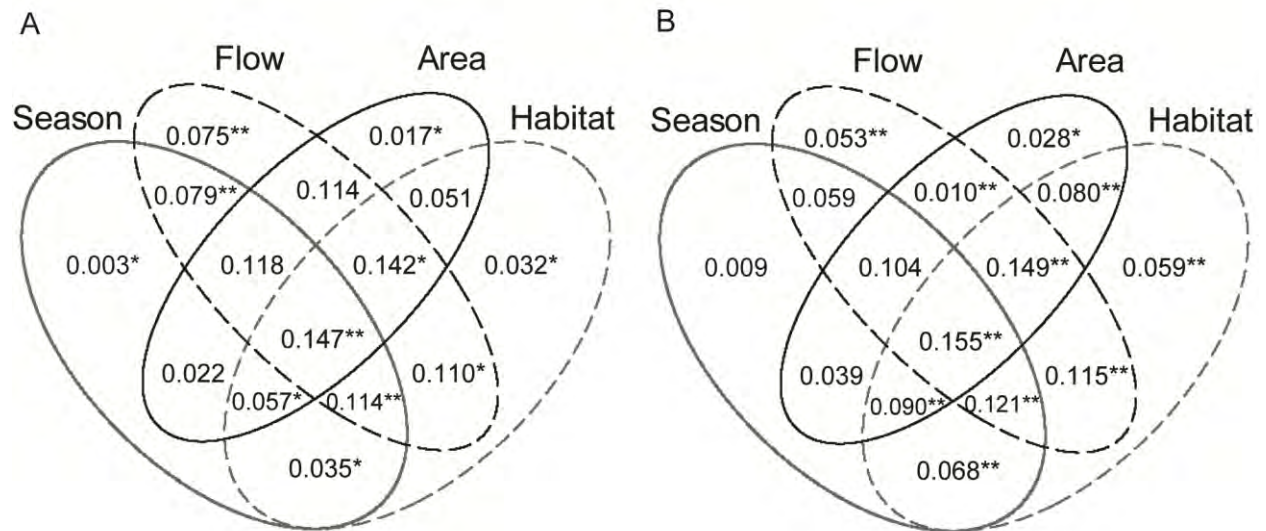 A
Flow Area
Season Habitat
0.075** 0.017*
0.079** 0.114 0.051
0.003* 0.118 0.142* 0.032*
0.147**
0.022 0.110*
0.057* 0.114**
0.035*
B
Flow Area
Season Habitat
0.053** 0.028*
0.059 0.010** 0.080**
0.009 0.104 0.149** 0.059**
0.155**
0.039 0.115**
0.090** 0.121**
0.068**